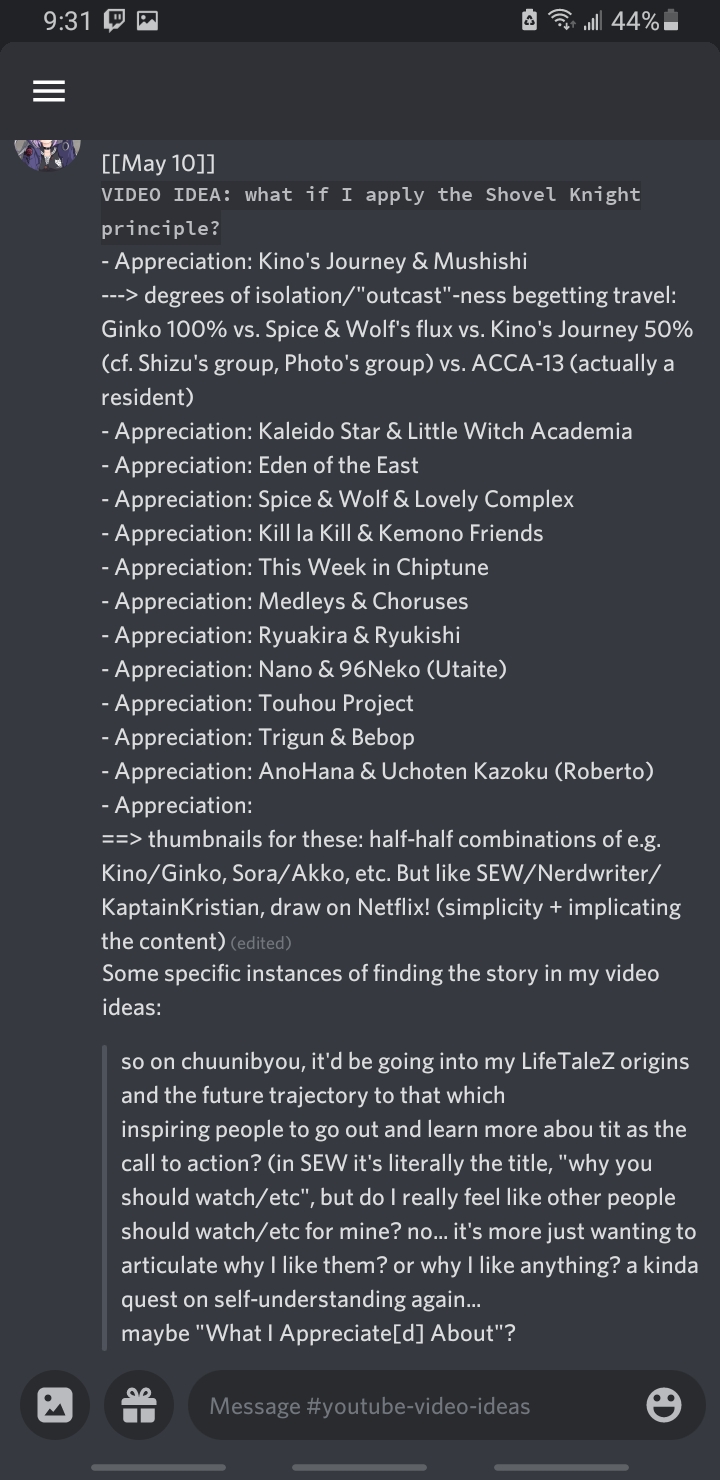 9:31
44%
[[May 10]]
VIDEO IDEA: what if I apply the Shovel Knight
principle?
- Appreciation: Kino's Journey & Mushishi
---> degrees of isolation/"outcast"-ness begetting travel:
Ginko 100% vs. Spice & Wolf's flux vs. Kino's Journey 50%
(cf. Shizu's group, Photo's group) vs. ACCA-13 (actually a
resident)
- Appreciation: Kaleido Star & Little Witch Academia
- Appreciation: Eden of the East
- Appreciation: Spice & Wolf & Lovely Complex
- Appreciation: Kill la Kill & Kemono Friends
- Appreciation: This Week in Chiptune
- Appreciation: Medleys & Choruses
- Appreciation: Ryuakira & Ryukishi
- Appreciation: Nano & 96Neko (Utaite)
- Appreciation: Touhou Project
- Appreciation: Trigun & Bebop
- Appreciation: AnoHana & Uchoten Kazoku (Roberto)
- Appreciation:
==> thumbnails for these: half-half combinations of e.g.
Kino/Ginko, Sora/Akko, etc. But like SEW/Nerdwriter/
KaptainKristian, draw on Netflix! (simplicity + implicating
the content) (edited)
Some specific instances of finding the story in my video
ideas:
so on chuunibyou, it'd be going into my LifeTaleZ origins
and the future trajectory to that which
inspiring people to go out and learn more abou tit as the
call to action? (in SEW it's literally the title, "why you
should watch/etc", but do I really feel like other people
should watch/etc for mine? no... it's more just wanting to
articulate why I like them? or why I like anything? a kinda
quest on self-understanding again...
maybe "What I Appreciate[d] About"?
Message #youtube-video-ideas